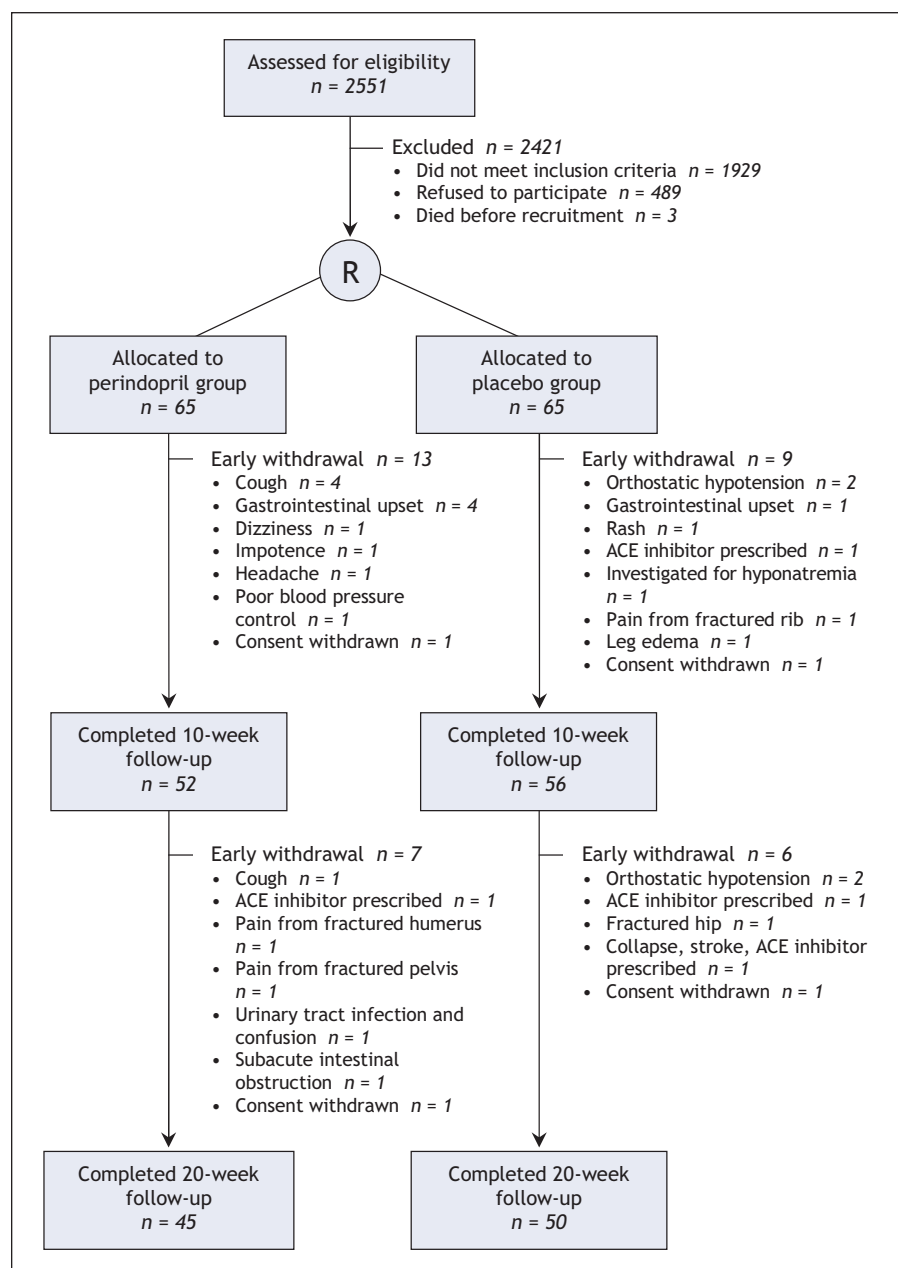 Assessed for eligibility
n = 2551
Excluded n = 2421
• Did not meet inclusion criteria n = 1929
• Refused to participate n = 489
• Died before recruitment n = 3
R
Allocated to
perindopril group
n = 65
Allocated to
placebo group
n = 65
Early withdrawal n = 13
• Cough n = 4
• Gastrointestinal upset n = 4
• Dizziness n = 1
• Impotence n = 1
• Headache n = 1
• Poor blood pressure
control n = 1
• Consent withdrawn n = 1
Early withdrawal n = 9
• Orthostatic hypotension n = 2
• Gastrointestinal upset n = 1
• Rash n = 1
• ACE inhibitor prescribed n = 1
• Investigated for hyponatremia
n = 1
• Pain from fractured rib n = 1
• Leg edema n = 1
• Consent withdrawn n = 1
Completed 10-week
follow-up
n = 52
Completed 10-week
follow-up
n = 56
Early withdrawal n = 7
• Cough n = 1
• ACE inhibitor prescribed n = 1
• Pain from fractured humerus
n = 1
• Pain from fractured pelvis
n = 1
• Urinary tract infection and
confusion n = 1
• Subacute intestinal
obstruction n = 1
• Consent withdrawn n = 1
Early withdrawal n = 6
• Orthostatic hypotension n = 2
• ACE inhibitor prescribed n = 1
• Fractured hip n = 1
• Collapse, stroke, ACE inhibitor
prescribed n = 1
• Consent withdrawn n = 1
Completed 20-week
follow-up
n = 45
Completed 20-week
follow-up
n = 50